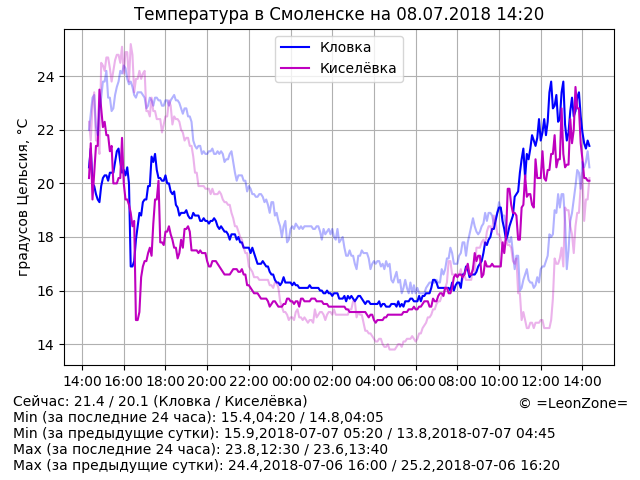 Температура в Смоленске на 08.07.2018 14:20
Кловка
Киселёвка
градусов Цельсия, °C
24
22
20
18
16
14
14:00 16:00 18:00 20:00 22:00 00:00 02:00 04:00 06:00 08:00 10:00 12:00 14:00
Сейчас: 21.4 / 20.1 (Кловка / Киселёвка)
© =LeonZone=
Min (за последние 24 часа): 15.4,04:20 / 14.8,04:05
Min (за предыдущие сутки): 15.9,2018-07-07 05:20 / 13.8,2018-07-07 04:45
Max (за последние 24 часа): 23.8,12:30 / 23.6,13:40
Max (за предыдущие сутки): 24.4,2018-07-06 16:00 / 25.2,2018-07-06 16:20